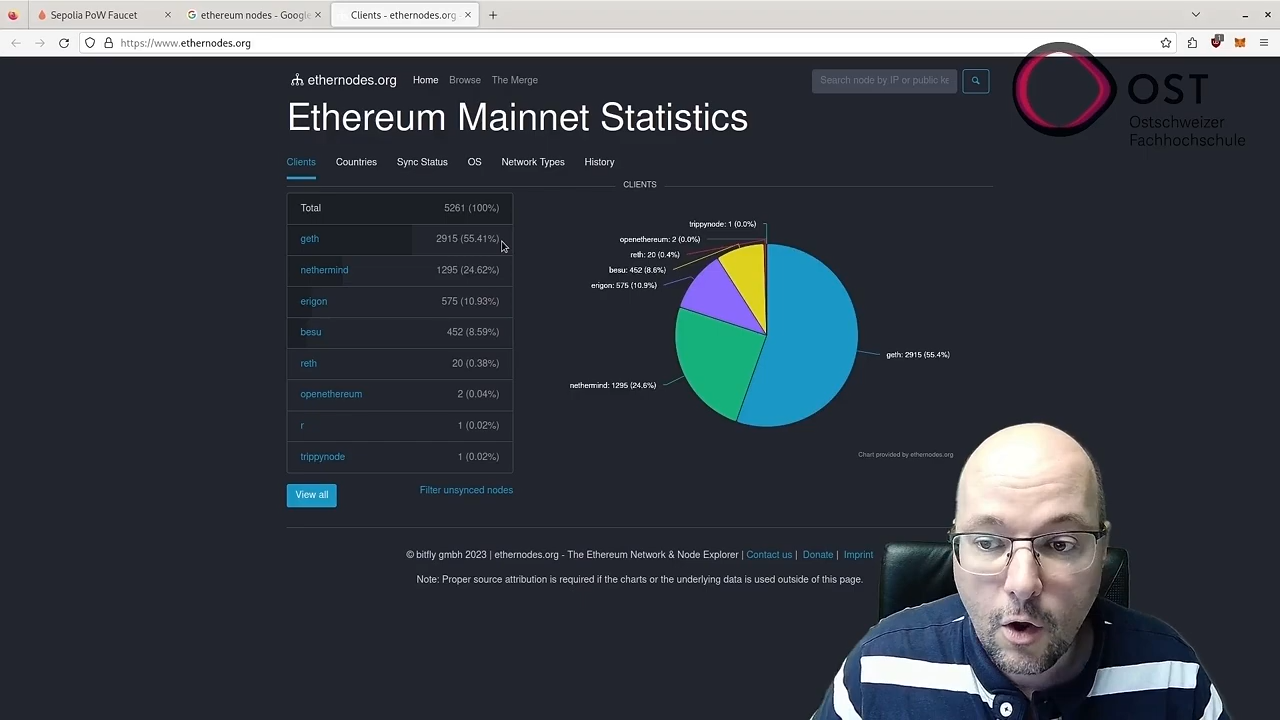 Sepolia PoW Faucet
ethereum nodes - Google
Clients - ethernodes.org
https://www.ethernodes.org
1
ethernodes.org Home Browse The Merge
Search node by IP or public ke
OST
Ostschweizer
Fachhochschule
Ethereum Mainnet Statistics
Clients Countries Sync Status OS Network Types History
CLIENTS
Total 5261 (100%)
geth 2915 (55.41%)
nethermind 1295 (24.62%)
erigon 575 (10.93%)
besu 452 (8.59%)
reth 20 (0.38%)
openethereum 2 (0.04%)
r 1 (0.02%)
trippynode 1 (0.02%)
trippynode: 1 (0.0%)
openethereum: 2 (0.0%)
reth: 20 (0.4%)
besu: 452 (8.6%)
erigon: 575 (10.9%)
geth: 2915 (55.4%)
nethermind: 1295 (24.6%)
Chart provided by ethernodes.org
View all
Filter unsynced nodes
© bitfly gmbh 2023 | ethernodes.org - The Ethereum Network & Node Explorer | Contact us | Donate | Imprint
Note: Proper source attribution is required if the charts or the underlying data is used outside of this page.